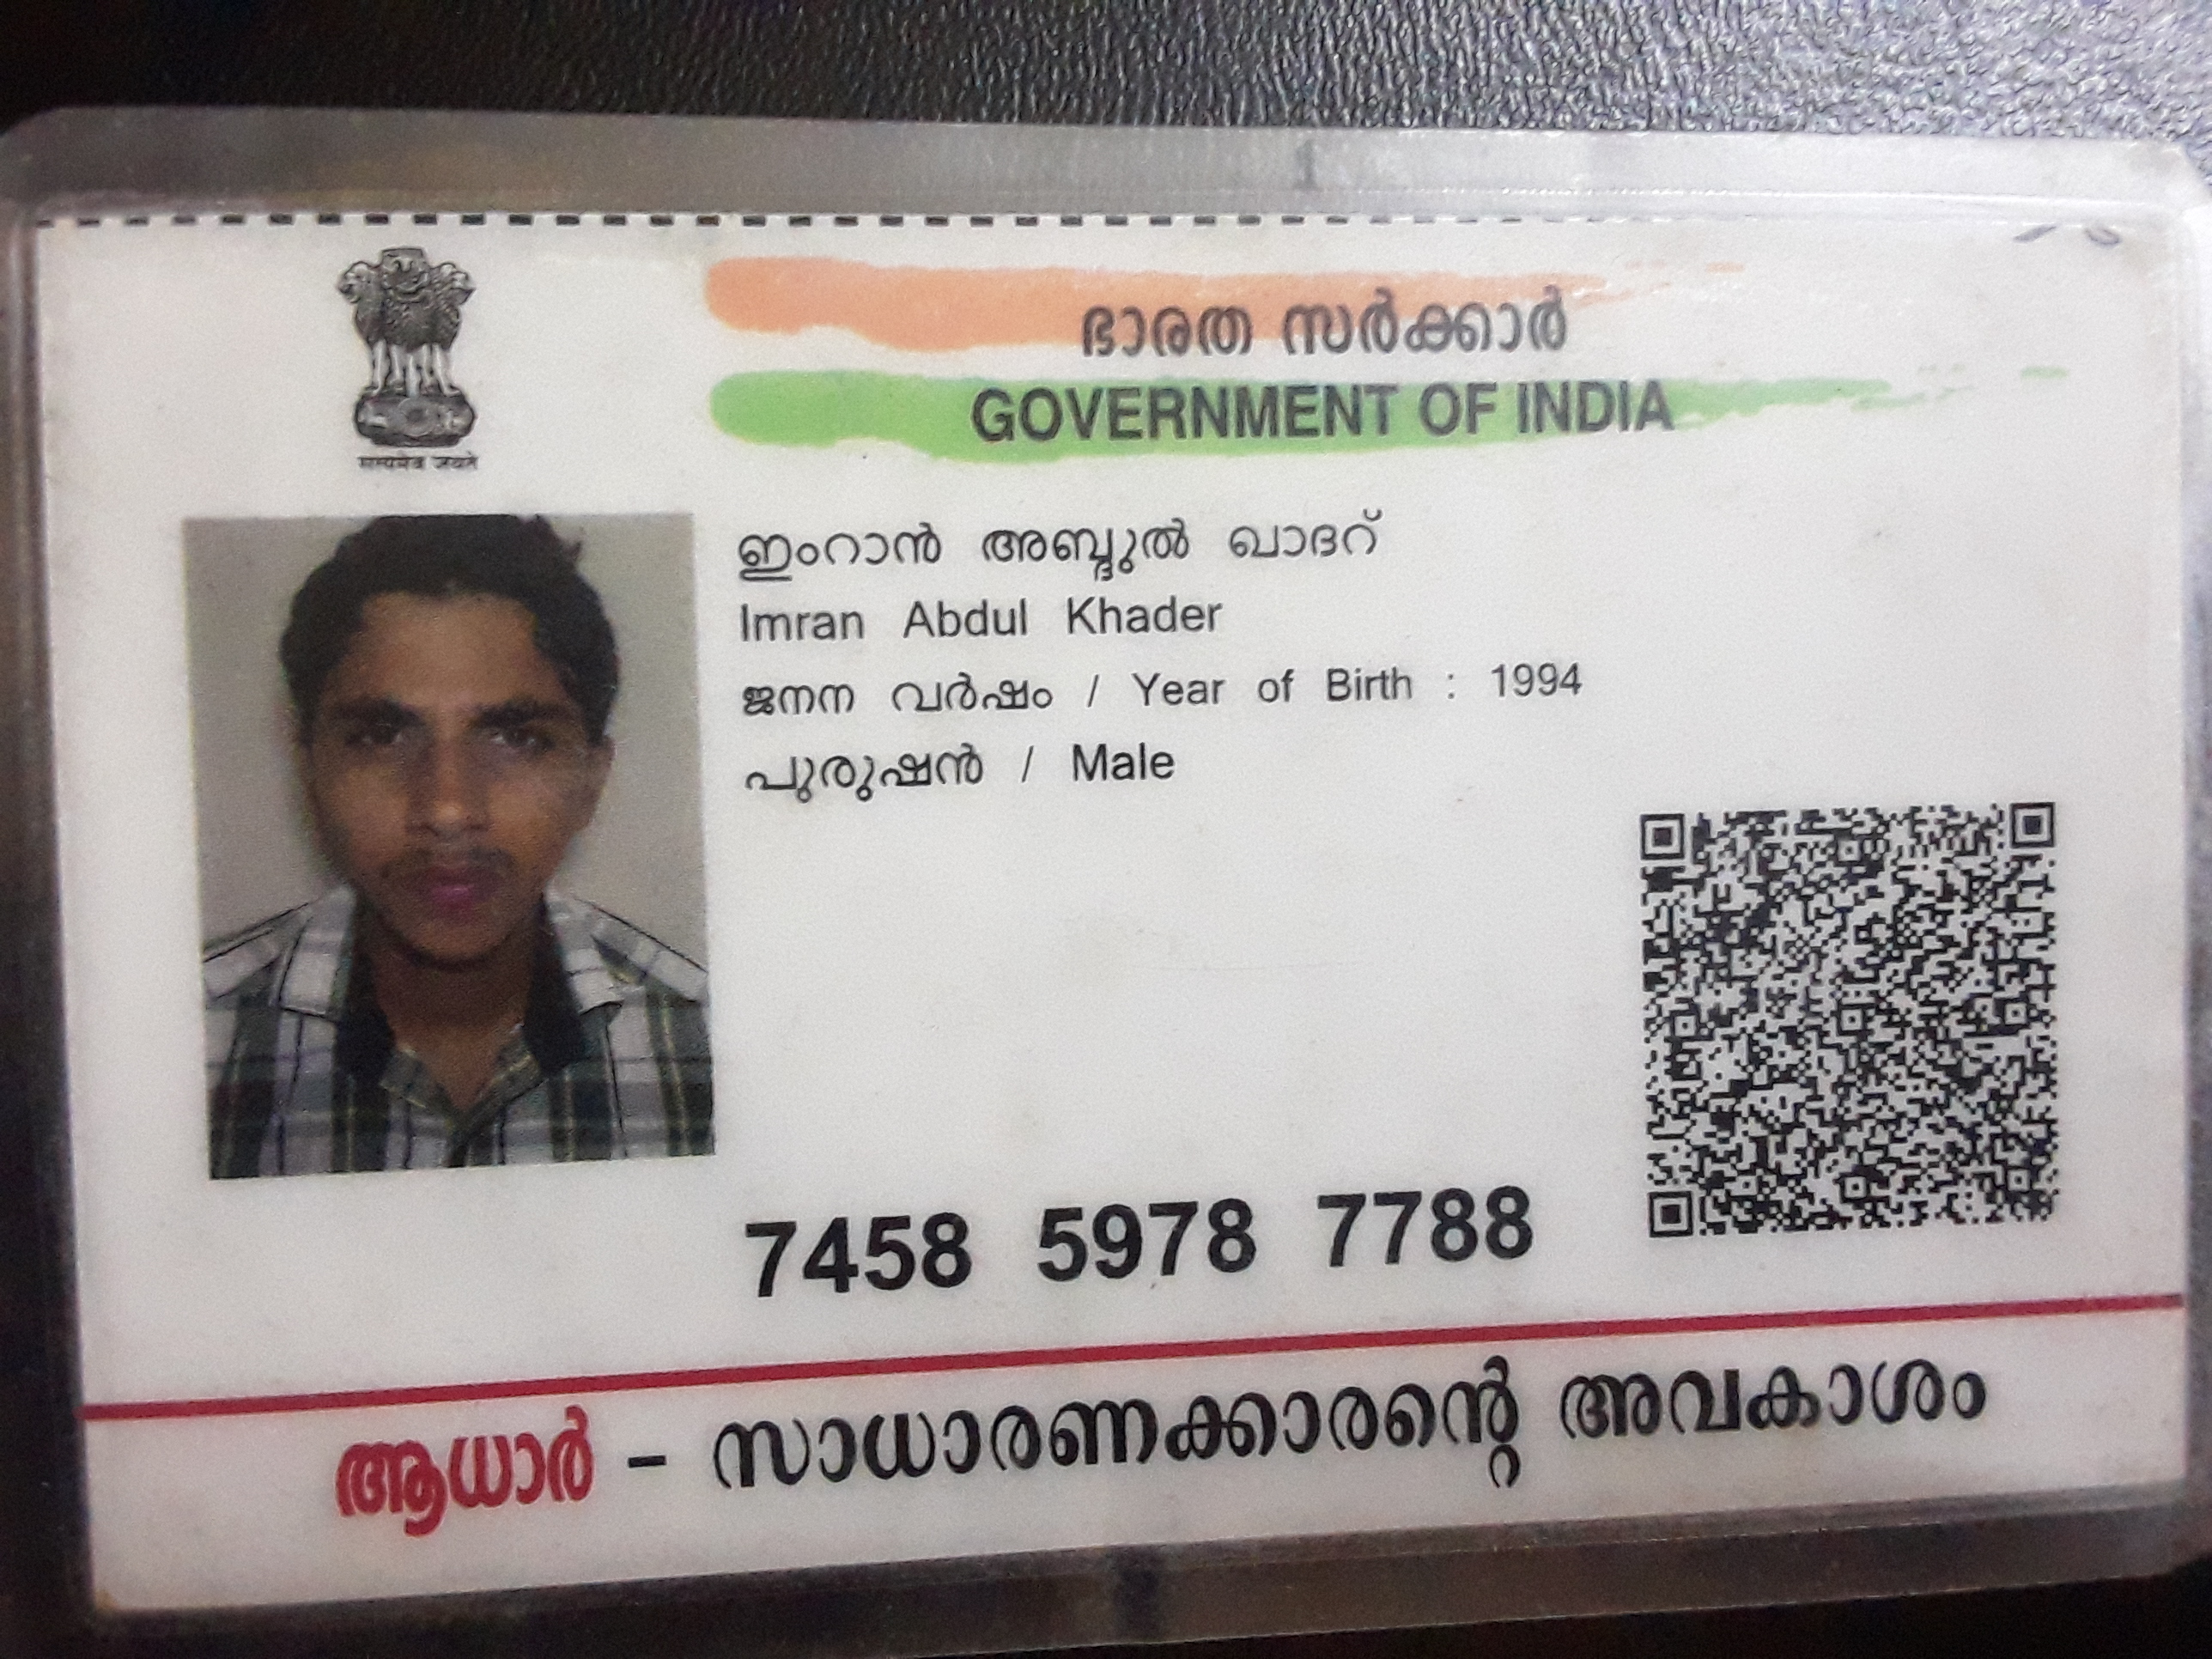 ഭാരത സർക്കാർ
GOVERNMENT OF INDIA
सत्यमेव जयते
ഇംറാൻ അബ്ദുൽ ഖാദറ്
Imran Abdul Khader
ജനന വർഷം / Year of Birth : 1994
പുരുഷൻ / Male
7458 5978 7788
ആധാർ - സാധാരണക്കാരന്റെ അവകാശം